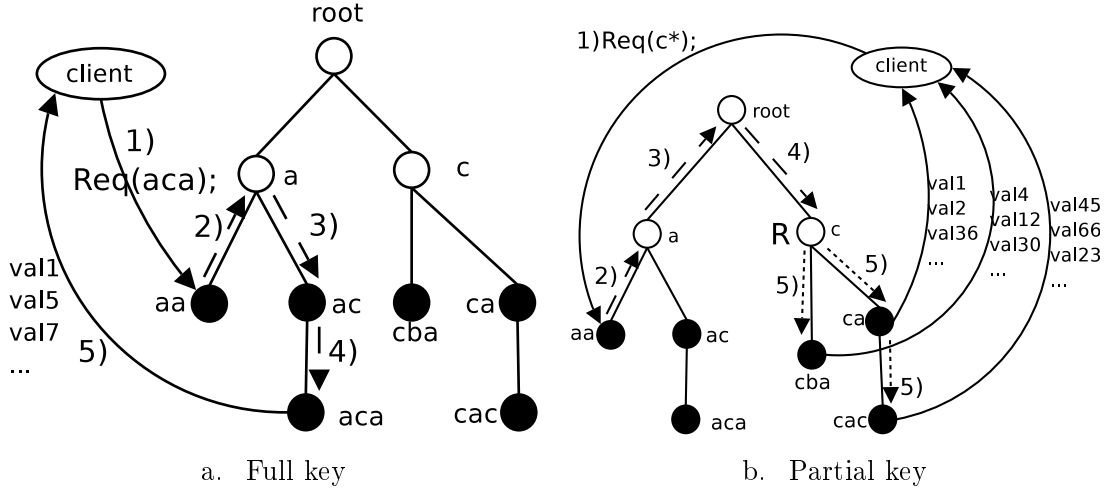 root
client
1)
Req(aca);
a
c
2)
3)
aa
ac
cba
ca
val1
val5
val7
...
5)
4)
aca
cac
a. Full key
1)Req(c*);
client
root
3)
4)
a
R
c
2)
5)
5)
aa
ac
ca
cba
5)
aca
cac
val1
val2
val36
...
val4
val12
val30
...
val45
val66
val23
...
b. Partial key